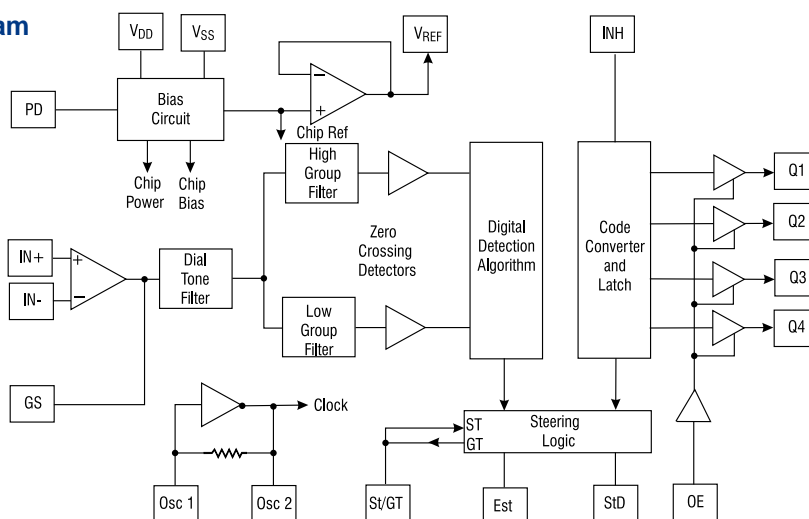 am
VDD
VSS
VREF
INH
PD
Bias
Circuit
−
+
Chip Ref
Chip
Power
Chip
Bias
High
Group
Filter
Q1
Q2
Q3
Q4
IN+
IN-
+
−
Dial
Tone
Filter
Zero
Crossing
Detectors
Digital
Detection
Algorithm
Code
Converter
and
Latch
Low
Group
Filter
GS
Clock
ST
GT
Steering
Logic
Osc 1
Osc 2
St/GT
Est
StD
OE